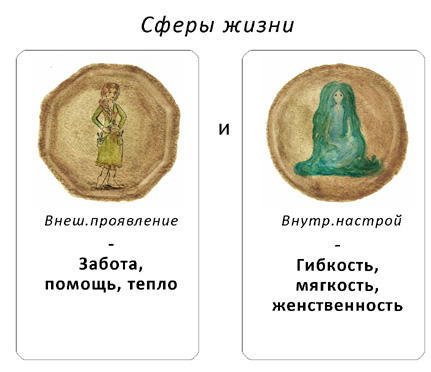 Сферы жизни
и
Внеш.проявление
-
Забота,
помощь, тепло
Внутр.настрой
-
Гибкость,
мягкость,
женственность